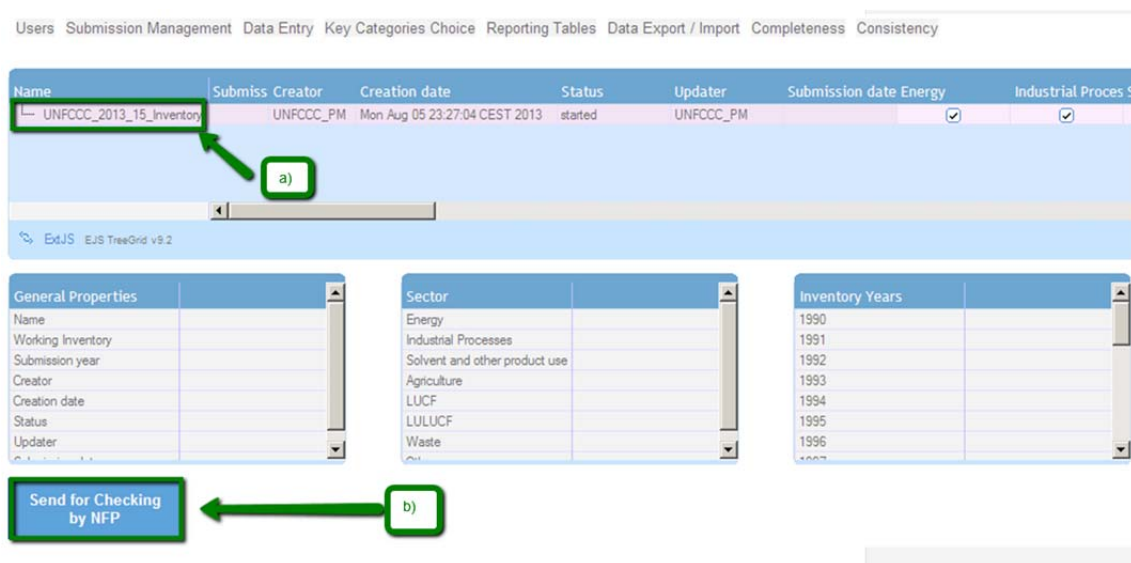 Users Submission Management Data Entry Key Categories Choice Reporting Tables Data Export / Import Completeness Consistency
Name Submiss Creator Creation date Status Updater Submission date Energy Industrial Proces S
UNFCCC_2013_15_Inventory UNFCCC_PM Mon Aug 05 23:27:04 CEST 2013 started UNFCCC_PM
a)
ExtJS EJS TreeGrid v9.2
General Properties
Name
Working Inventory
Submission year
Creator
Creation date
Status
Updater
Sector
Energy
Industrial Processes
Solvent and other product use
Agriculture
LUCF
LULUCF
Waste
Inventory Years
1990
1991
1992
1993
1994
1995
1996
Send for Checking
by NFP
b)